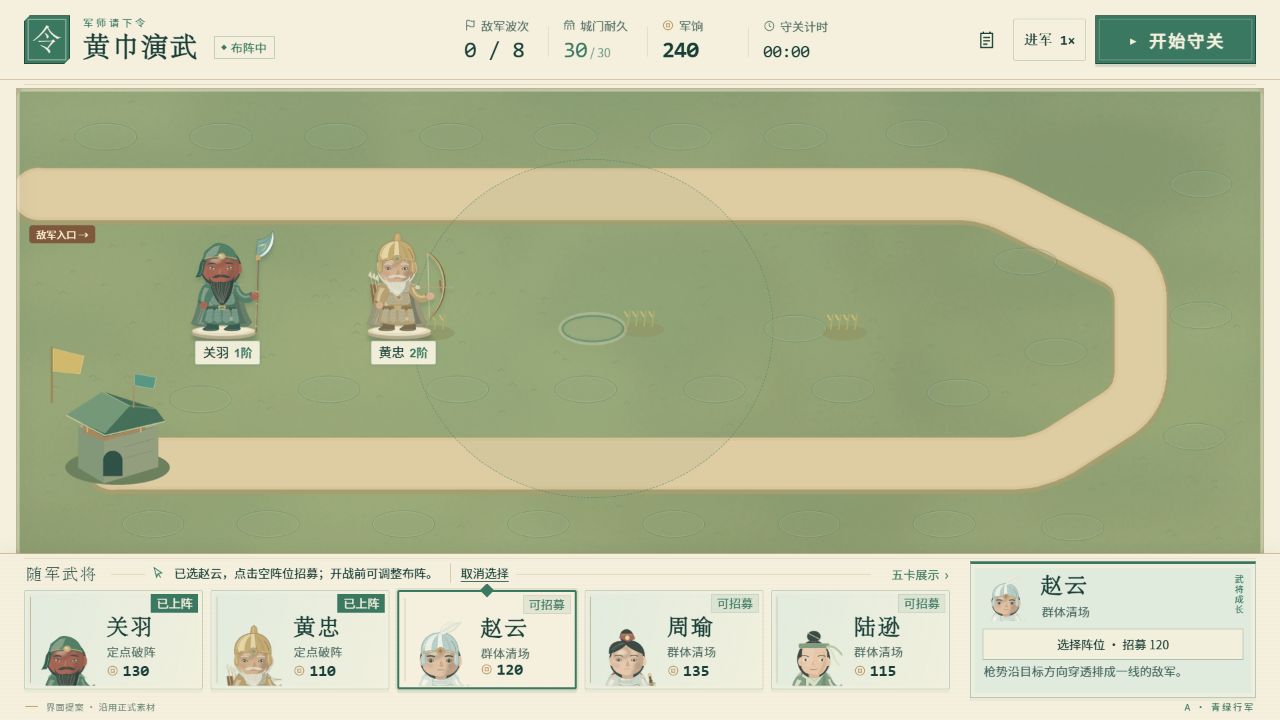 令
军师请下令
黄巾演武
布阵中
敌军波次
0 / 8
城门耐久
30 / 30
军饷
240
守关计时
00:00
进军 1x
开始守关
敌军入口→
关羽 1阶
黄忠 2阶
随军武将
已选赵云，点击空阵位招募；开战前可调整布阵。
取消选择
五卡展示 ›
已上阵
关羽
定点破阵
130
已上阵
黄忠
定点破阵
110
可招募
赵云
群体清场
120
可招募
周瑜
群体清场
135
可招募
陆逊
群体清场
115
赵云
群体清场
武将成长
选择阵位 · 招募 120
枪势沿目标方向穿透排成一线的敌军。
界面提案 · 沿用正式素材
A · 青绿行军